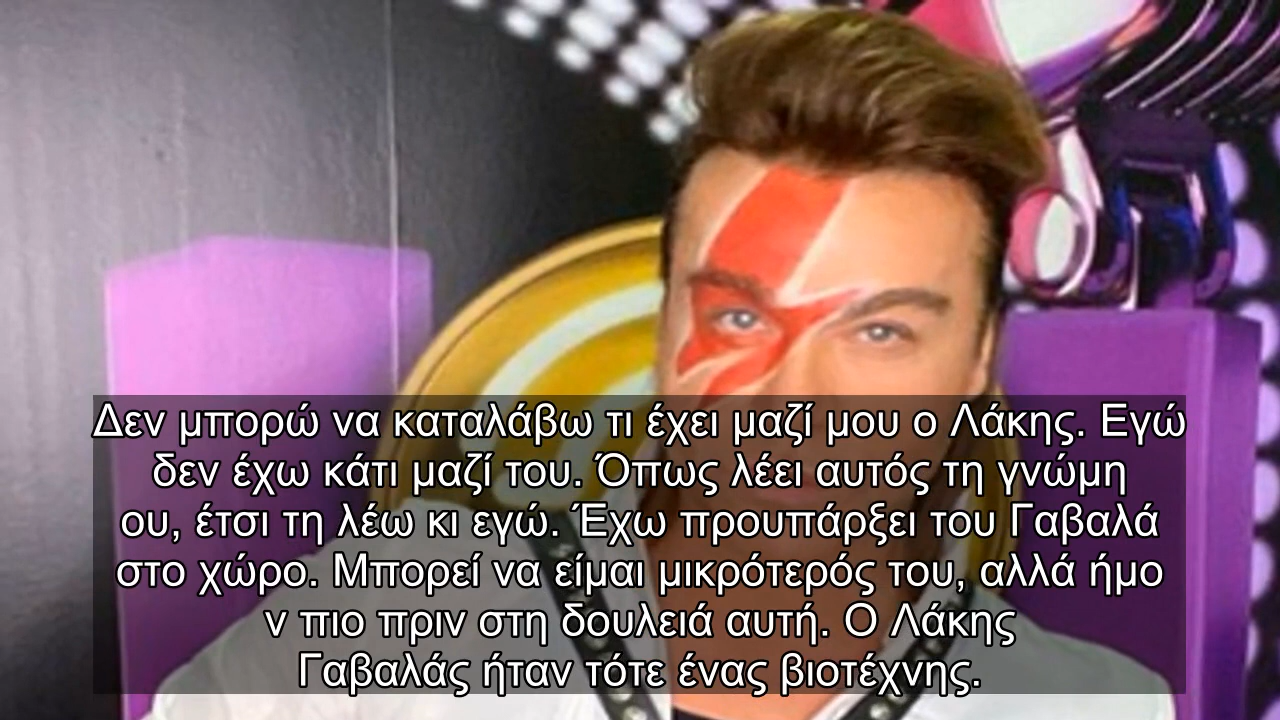 Δεν μπορώ να καταλάβω τι έχει μαζί μου ο Λάκης. Εγώ
δεν έχω κάτι μαζί του. Όπως λέει αυτός τη γνώμη
ου, έτσι τη λέω κι εγώ. Έχω προυπάρξει του Γαβαλά
στο χώρο. Μπορεί να είμαι μικρότερός του, αλλά ήμο
ν πιο πριν στη δουλειά αυτή. Ο Λάκης
Γαβαλάς ήταν τότε ένας βιοτέχνης.